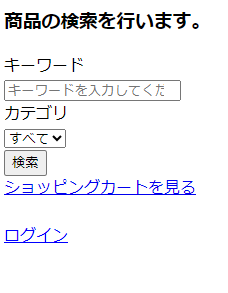 商品の検索を行います。
キーワード
キーワードを入力してくた
カテゴリ
すべて
検索
ショッピングカートを見る
ログイン